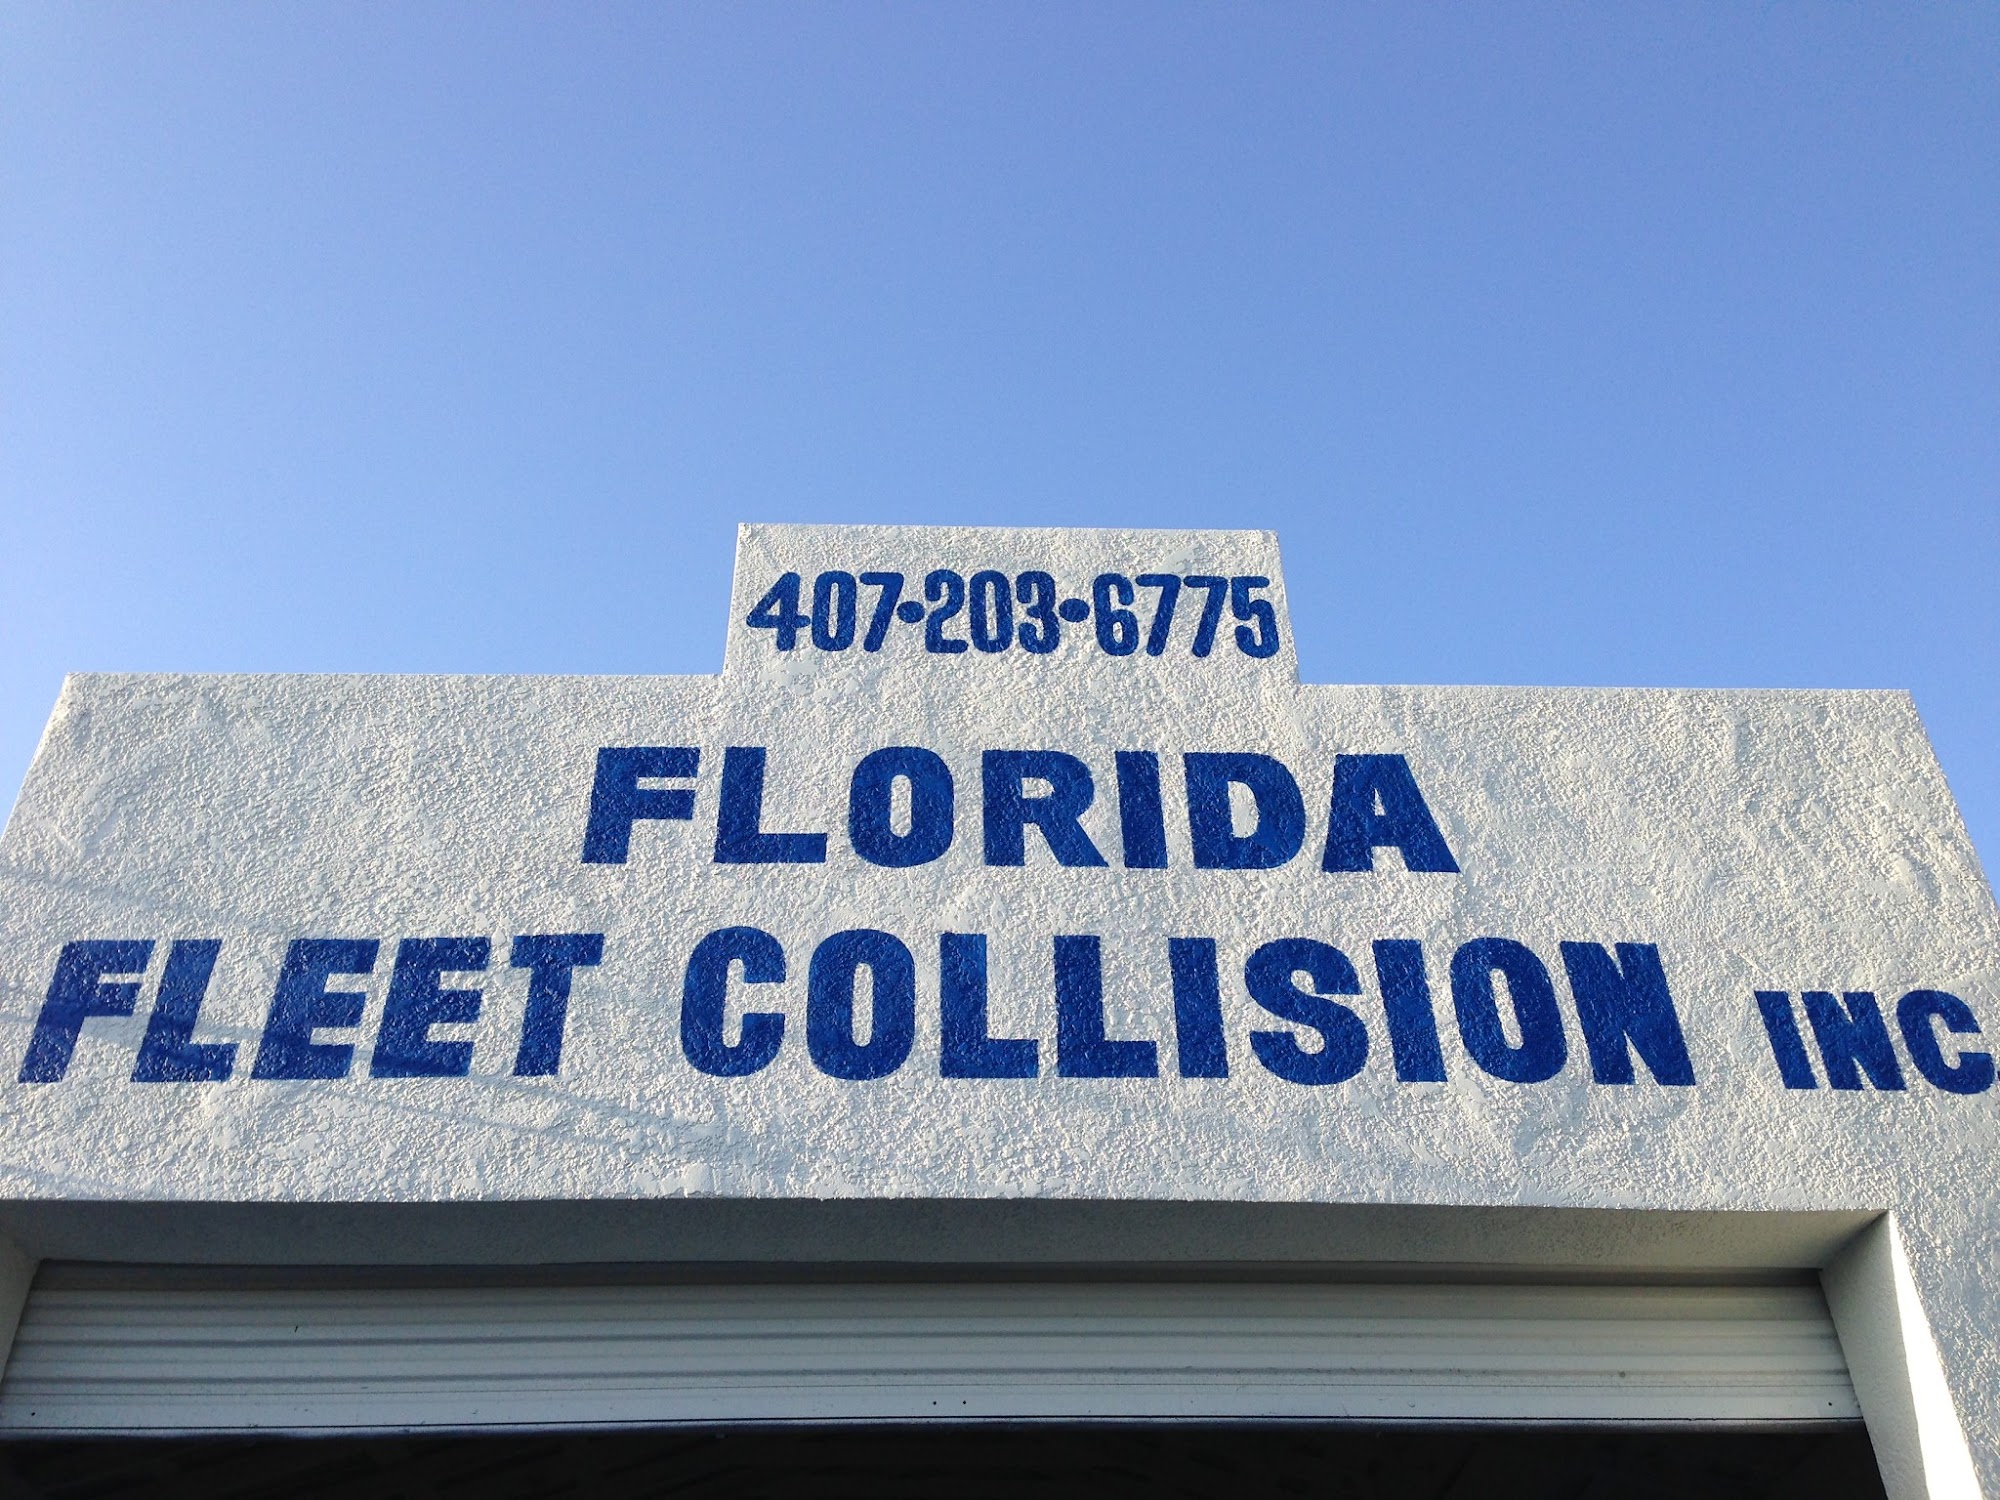 407•203•6775
FLORIDA
FLEET COLLISION INC.